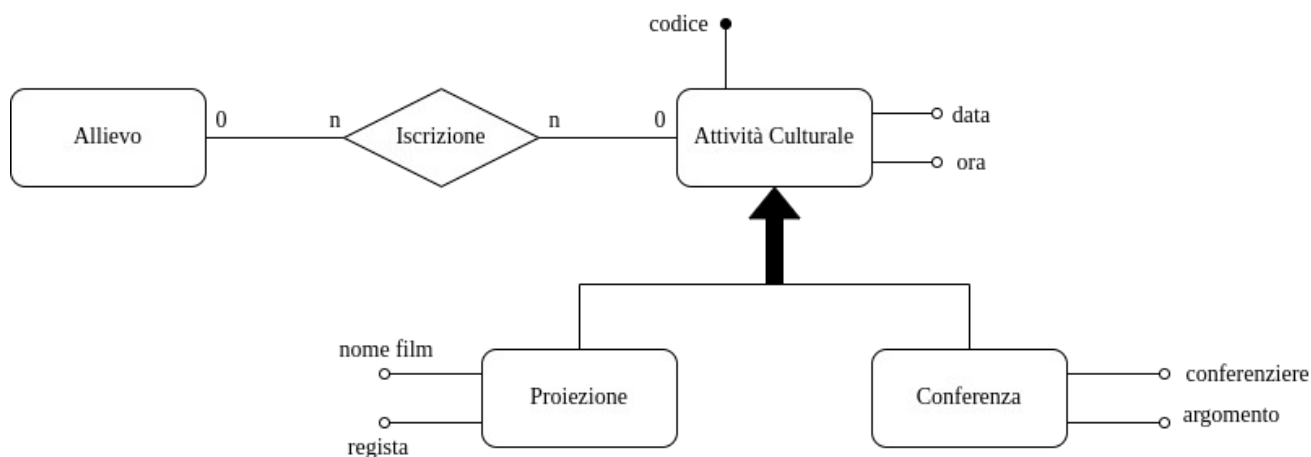 codice
Allievo
0
n
Iscrizione
n
0
Attività Culturale
data
ora
nome film
regista
Proiezione
Conferenza
conferenziere
argomento